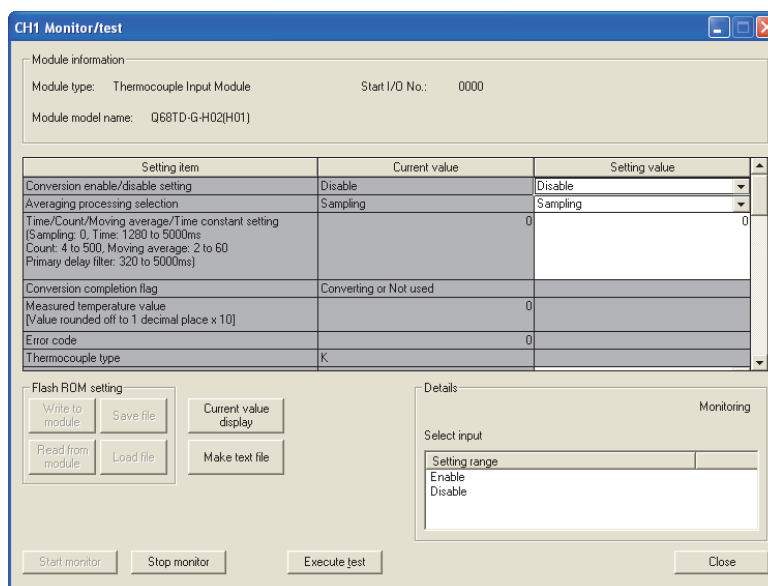 CH1 Monitor/test
Module information
Module type: Thermocouple Input Module Start I/O No.: 0000
Module model name: Q68TD-G-H02(H01)
Setting item Current value Setting value
Conversion enable/disable setting Disable Disable
Averaging processing selection Sampling Sampling
Time/Count/Moving average/Time constant setting 0 0
(Sampling: 0, Time: 1280 to 5000ms
Count: 4 to 500, Moving average: 2 to 60
Primary delay filter: 320 to 5000ms)
Conversion completion flag Converting or Not used
Measured temperature value 0
[Value rounded off to 1 decimal place x 10]
Error code 0
Thermocouple type K
Flash ROM setting
Write to
module
Save file
Current value
display
Read from
module
Load file
Make text file
Details
Monitoring
Select input
Setting range
Enable
Disable
Start monitor Stop monitor Execute test Close